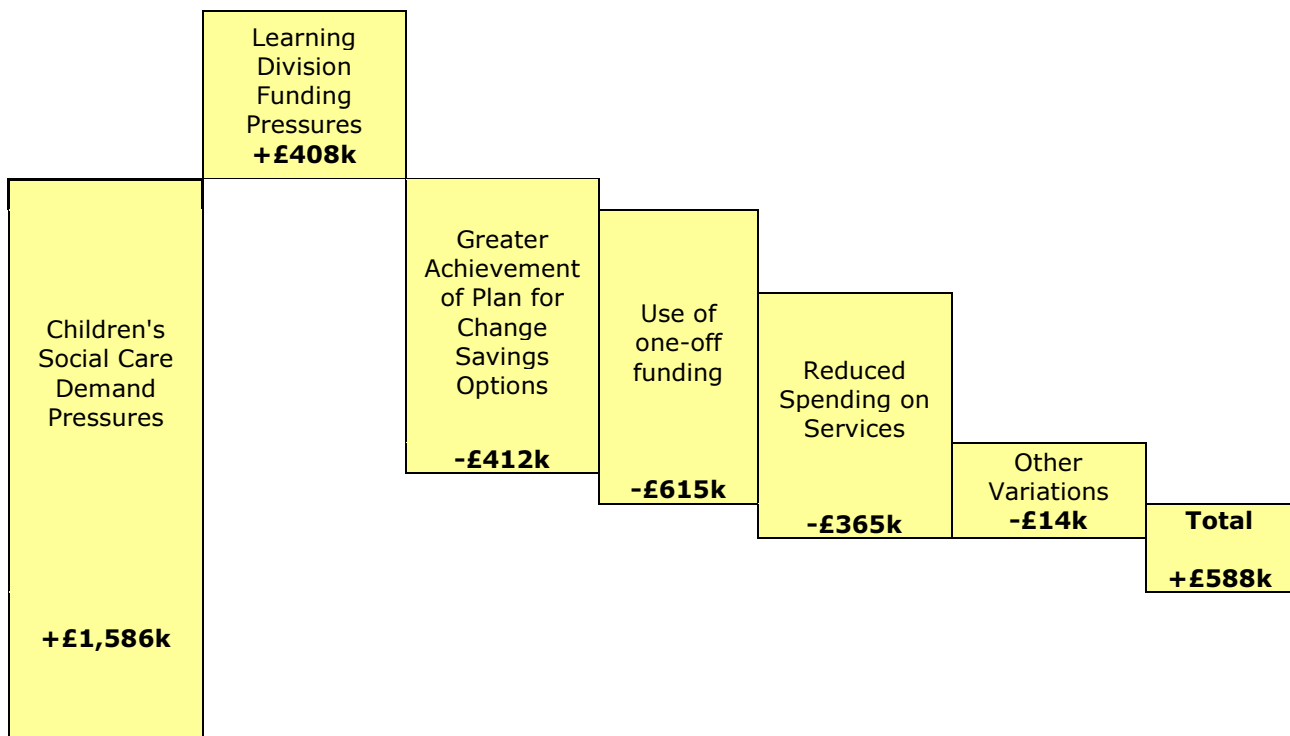 Learning
Division
Funding
Pressures
+£408k
Children's
Social Care
Demand
Pressures
+£1,586k
Greater
Achievement
of Plan for
Change
Savings
Options
-£412k
Use of
one-off
funding
-£615k
Reduced
Spending on
Services
-£365k
Other
Variations
-£14k
Total
+£588k